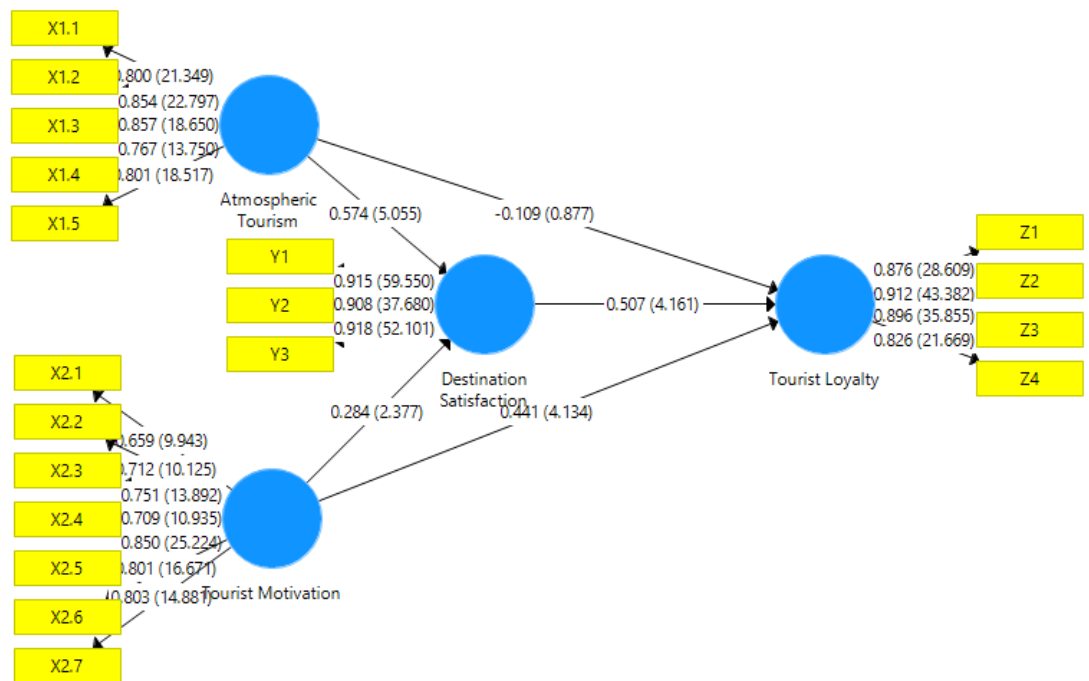 X1.1
X1.2
X1.3
X1.4
X1.5
0.800 (21.349)
0.854 (22.797)
0.857 (18.650)
0.767 (13.750)
0.801 (18.517)
Atmospheric
Tourism
0.574 (5.055)
-0.109 (0.877)
Y1
Y2
Y3
0.915 (59.550)
0.908 (37.680)
0.918 (52.101)
Destination
Satisfaction
0.507 (4.161)
Tourist Loyalty
0.876 (28.609)
0.912 (43.382)
0.896 (35.855)
0.826 (21.669)
Z1
Z2
Z3
Z4
0.284 (2.377)
0.441 (4.134)
X2.1
X2.2
X2.3
X2.4
X2.5
X2.6
X2.7
0.659 (9.943)
0.712 (10.125)
0.751 (13.892)
0.709 (10.935)
0.850 (25.224)
0.801 (16.671)
0.803 (14.881)
Tourist Motivation